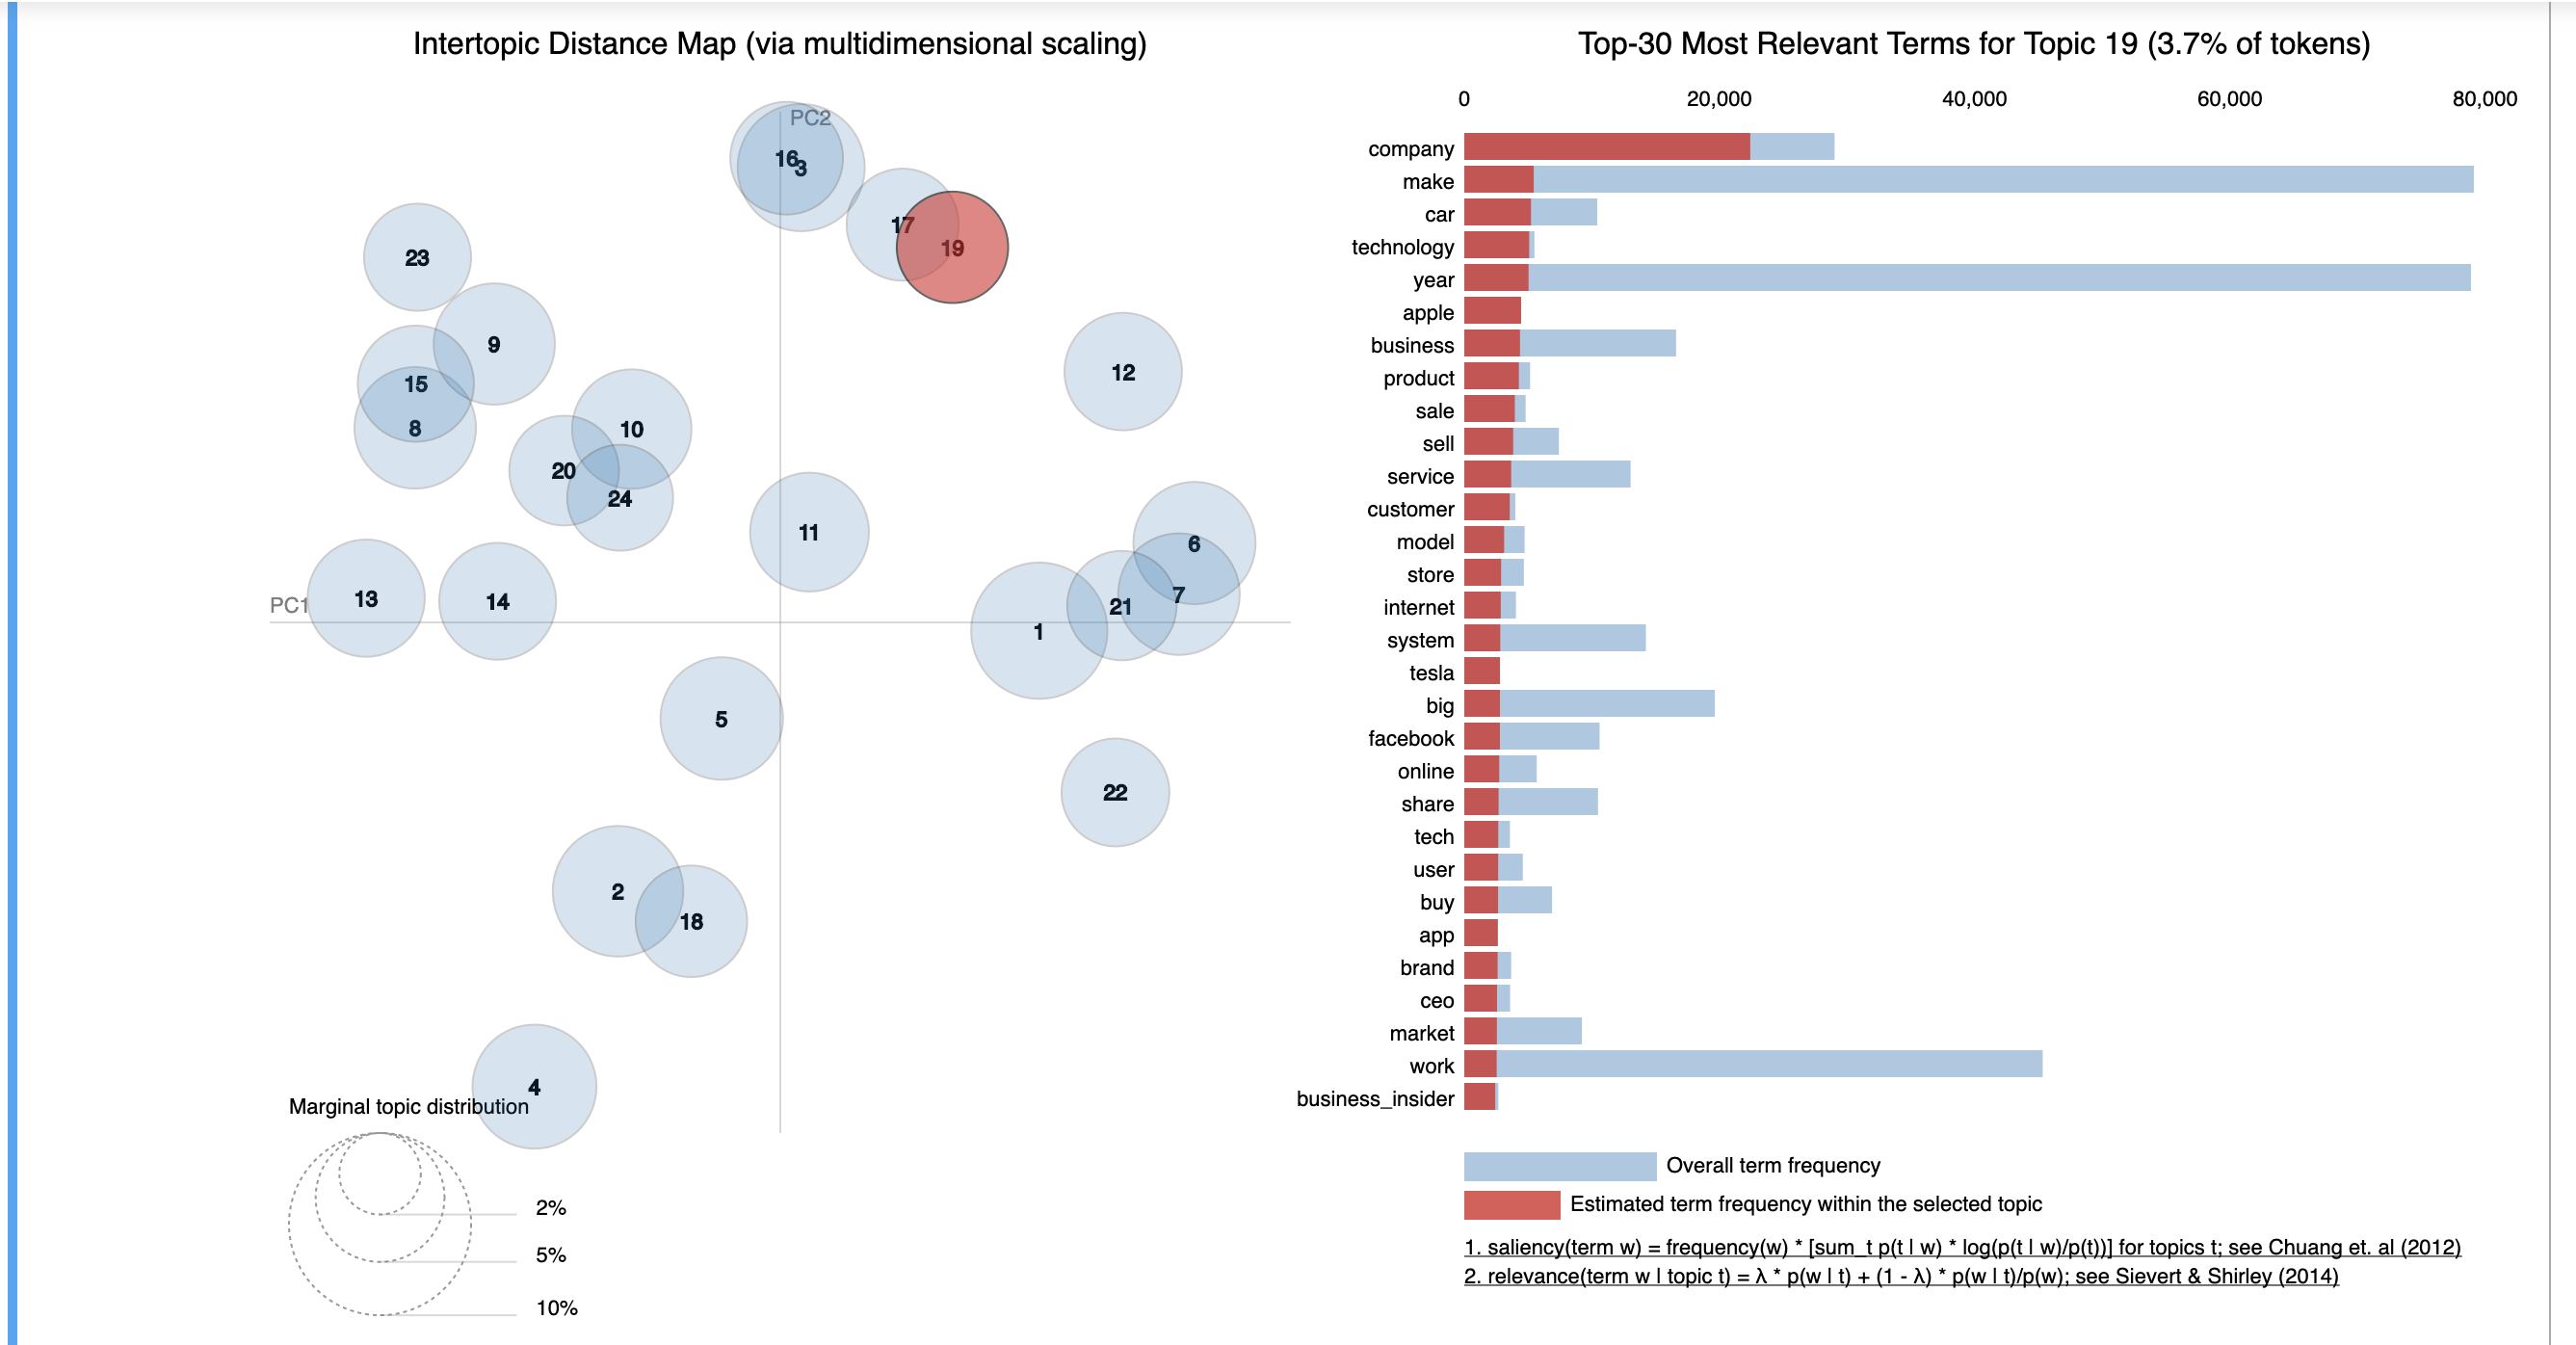 Intertopic Distance Map (via multidimensional scaling)
PC2
16
3
17
19
23
9
15
8
12
10
20
24
11
6
7
21
1
13
14
PC1
5
22
2
18
4
Marginal topic distribution
2%
5%
10%
Top-30 Most Relevant Terms for Topic 19 (3.7% of tokens)
0 20,000 40,000 60,000 80,000
company
make
car
technology
year
apple
business
product
sale
sell
service
customer
model
store
internet
system
tesla
big
facebook
online
share
tech
user
buy
app
brand
ceo
market
work
business_insider
Overall term frequency
Estimated term frequency within the selected topic
1. saliency(term w) = frequency(w) * [sum_t p(t | w) * log(p(t | w)/p(t))] for topics t; see Chuang et. al (2012)
2. relevance(term w | topic t) = λ * p(w | t) + (1 - λ) * p(w | t)/p(w); see Sievert & Shirley (2014)